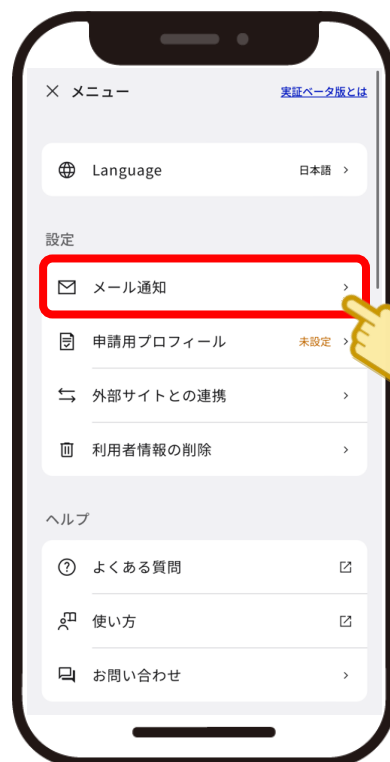 メニュー
実証ベータ版とは
Language
日本語
設定
メール通知
申請用プロフィール
未設定
外部サイトとの連携
利用者情報の削除
ヘルプ
よくある質問
使い方
お問い合わせ